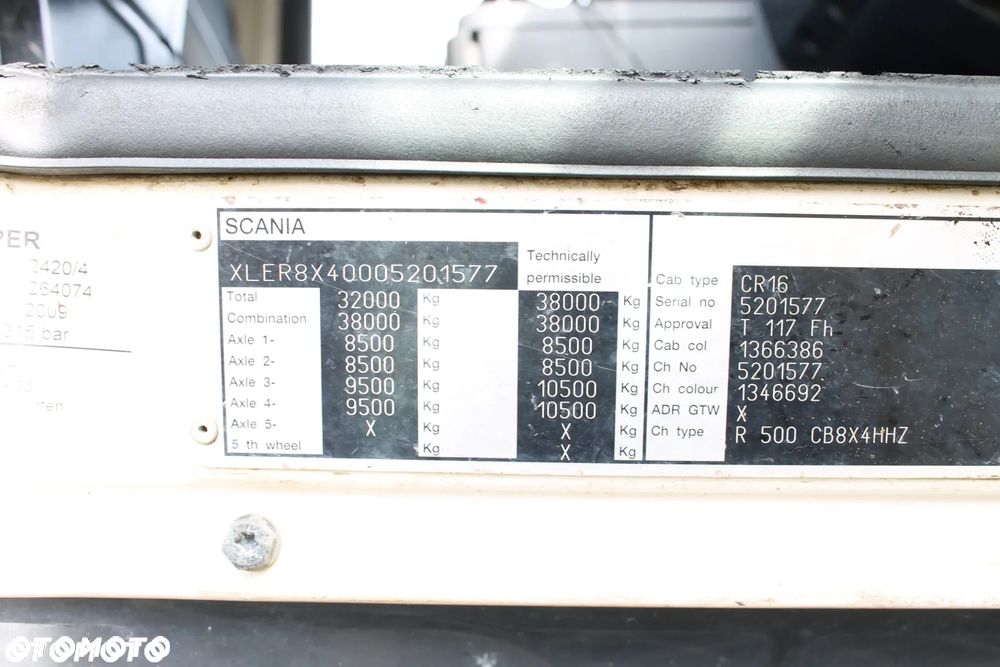 PER
2420/4
264074
2009
315 bar
SCANIA
XLER8X40005201577
Technically
permissible
Total 32000 Kg 38000 Kg
Combination 38000 Kg 38000 Kg
Axle 1- 8500 Kg 8500 Kg
Axle 2- 8500 Kg 8500 Kg
Axle 3- 9500 Kg 10500 Kg
Axle 4- 9500 Kg 10500 Kg
Axle 5- X Kg X Kg
5 th wheel Kg X Kg
Cab type CR16
Serial no 5201577
Approval T 117 Fh
Cab col 1366386
Ch No 5201577
Ch colour 1346692
ADR GTW X
Ch type R 500 CB8X4HHZ
OTOMOTO